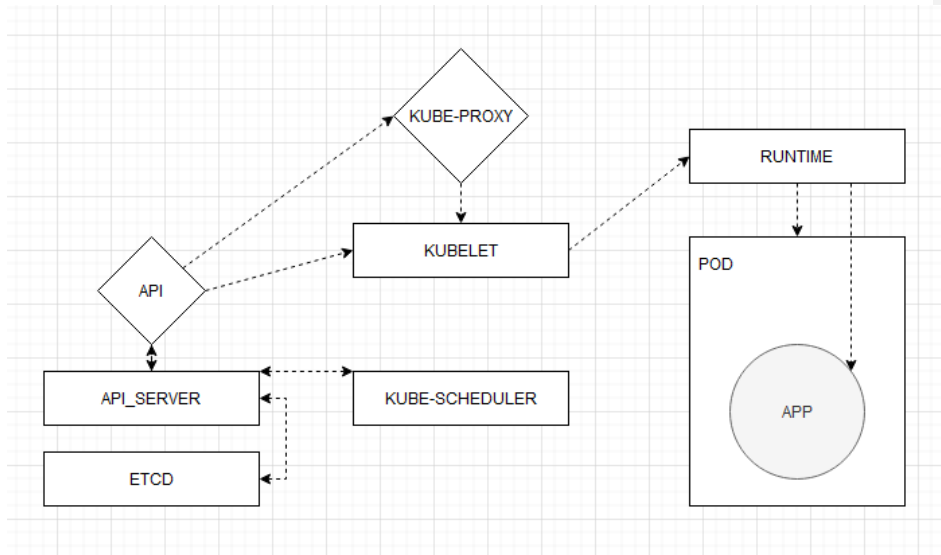 KUBE-PROXY
RUNTIME
KUBELET
POD
API
API_SERVER
KUBE-SCHEDULER
APP
ETCD